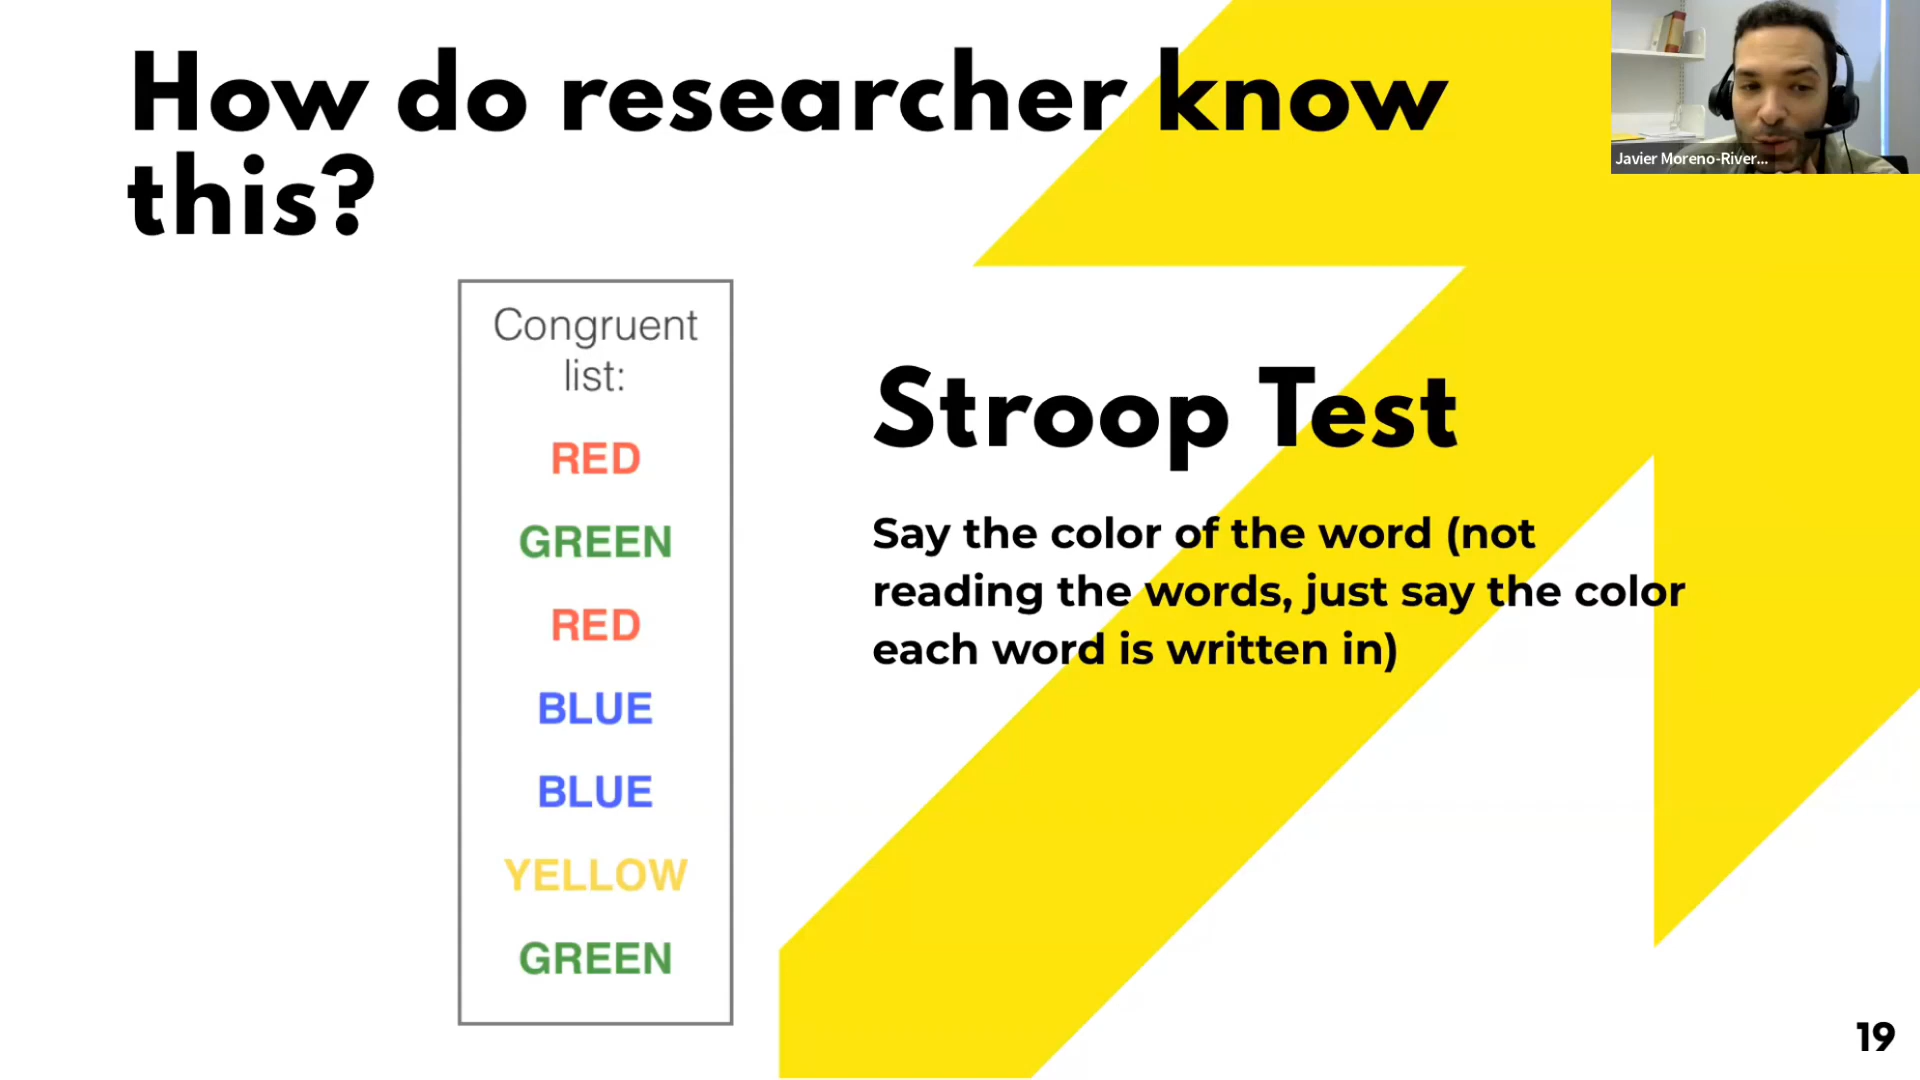 How do researcher know
this?
Javier Moreno-River...
Congruent
list:
RED
GREEN
RED
BLUE
BLUE
YELLOW
GREEN
Stroop Test
Say the color of the word (not
reading the words, just say the color
each word is written in)
19